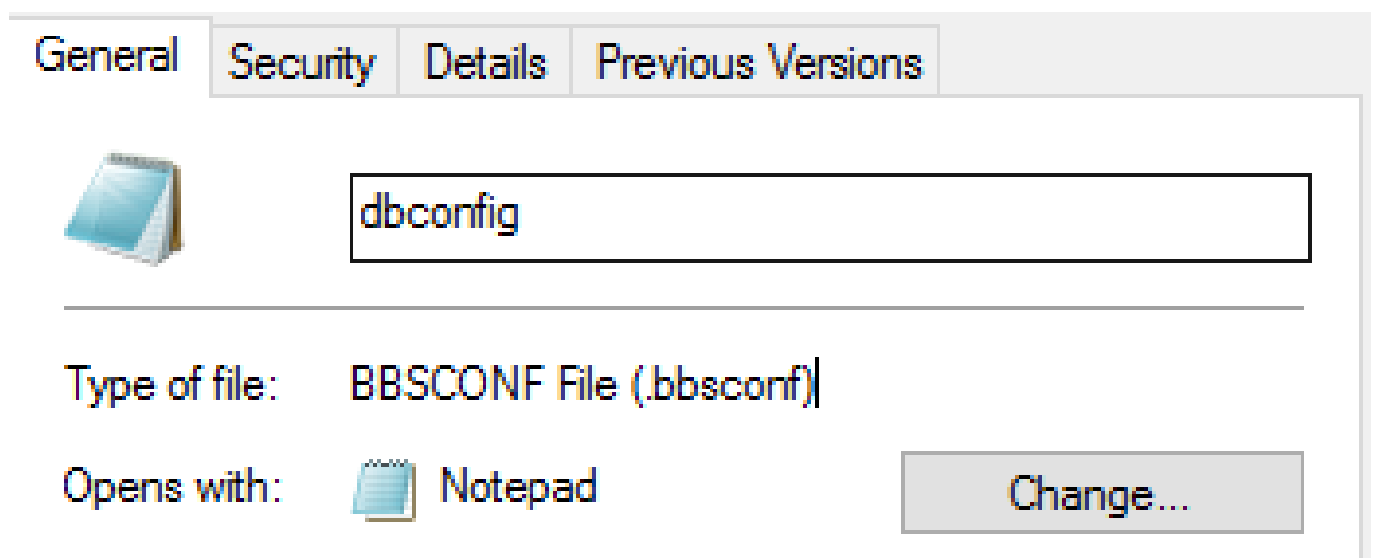 General Security Details Previous Versions
dbconfig
Type of file: BBSCONF File (.bbsconf)
Opens with: Notepad Change...